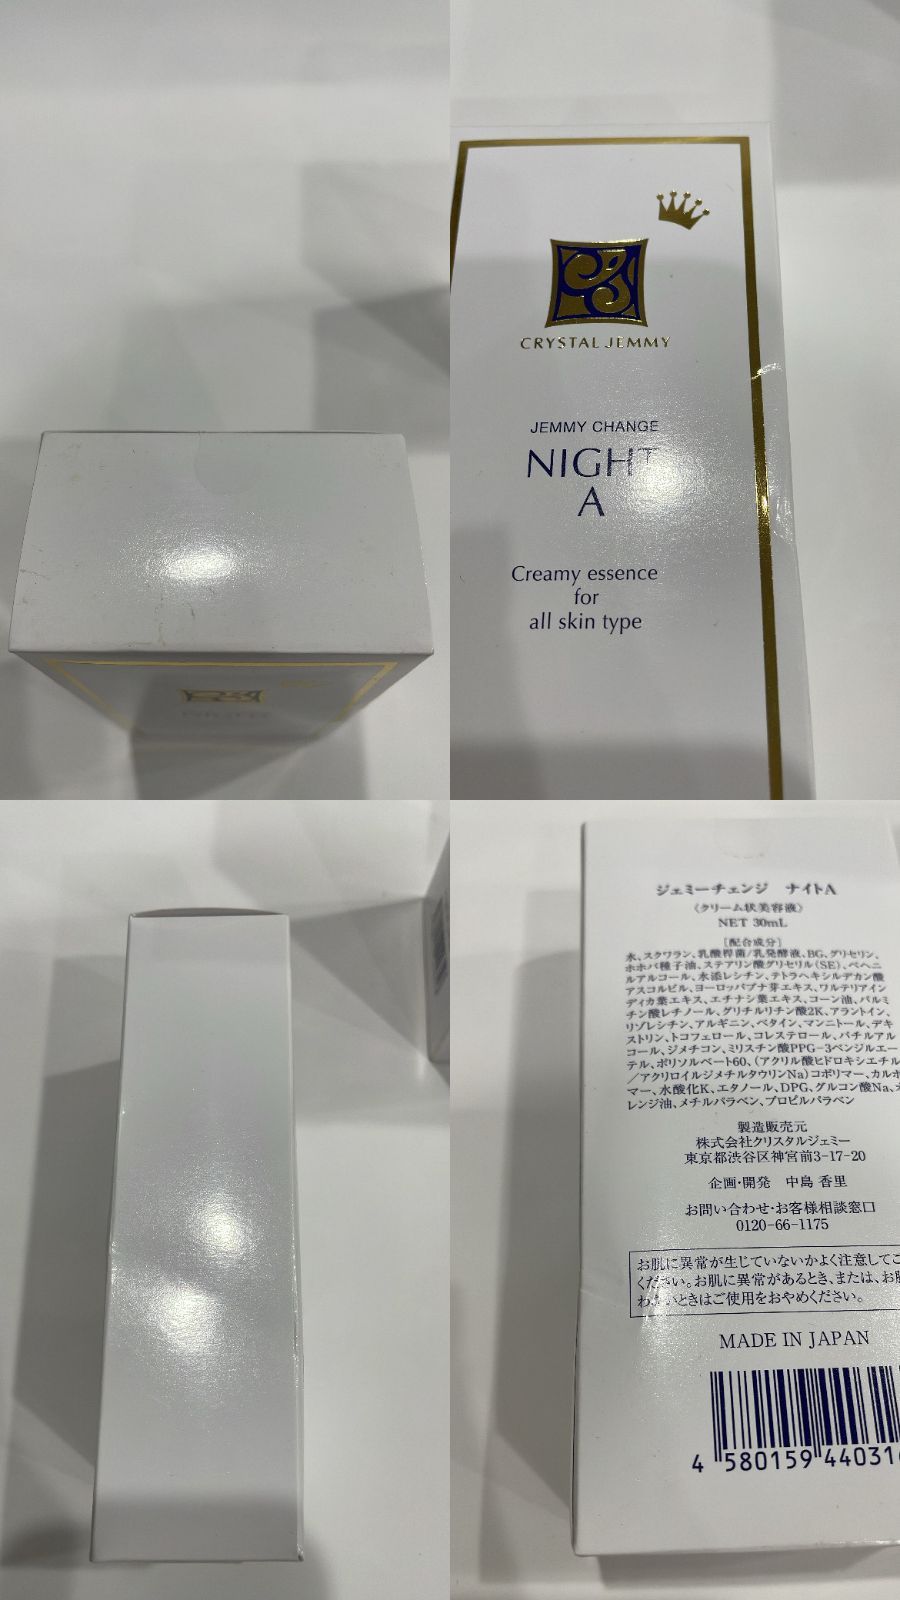 CRYSTAL JEMMY
JEMMY CHANGE
NIGHT
A
Creamy essence
for
all skin type
ジェミーチェンジ ナイトA
〈クリーム状美容液〉
NET 30mL
[配合成分]
水、スクワラン、乳酸桿菌/乳発酵液、BG、グリセリン、
ホホバ種子油、ステアリン酸グリセリル(SE)、ベヘニ
ルアルコール、水添レシチン、テトラヘキシルデカン酸
アスコルビル、ヨーロッパブナ芽エキス、ワルテリアイン
ディカ葉エキス、エチナシ葉エキス、コーン油、パルミ
チン酸レチノール、グリチルリチン酸2K、アラントイン、
リゾレシチン、アルギニン、ベタイン、マンニトール、デキ
ストリン、トコフェロール、コレステロール、バチルアル
コール、ジメチコン、ミリスチン酸PPG-3ベンジルエー
テル、ポリソルベート60、(アクリル酸ヒドロキシエチル
/アクリロイルジメチルタウリンNa)コポリマー、カルボ
マー、水酸化K、エタノール、DPG、グルコン酸Na、
レンジ油、メチルパラベン、プロピルパラベン
製造販売元
株式会社クリスタルジェミー
東京都渋谷区神宮前3-17-20
企画・開発 中島 香里
お問い合わせ・お客様相談窓口
0120-66-1175
お肌に異常が生じていないかよく注意してご
ください。お肌に異常があるとき、または、お肌
わないときはご使用をおやめください。
MADE IN JAPAN
4 580159 44031